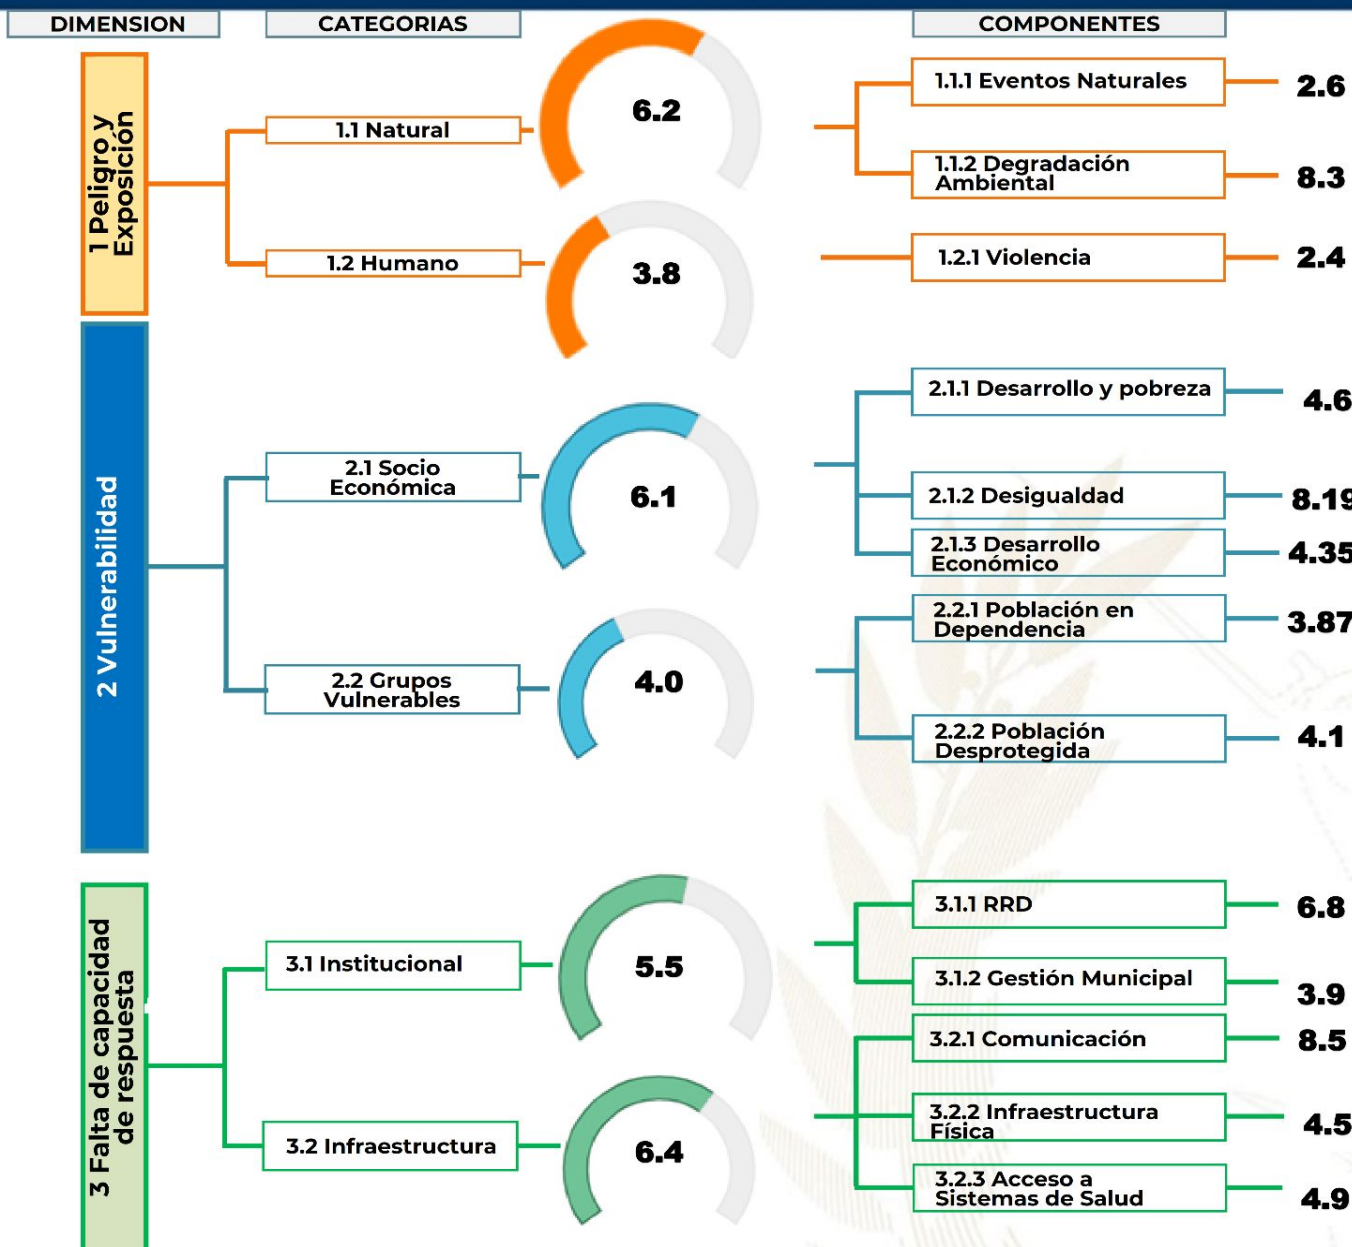 DIMENSION
CATEGORIAS
COMPONENTES
1 Peligro y
Exposición
1.1 Natural
6.2
1.1.1 Eventos Naturales
2.6
1.1.2 Degradación
Ambiental
8.3
1.2 Humano
3.8
1.2.1 Violencia
2.4
2 Vulnerabilidad
2.1 Socio
Económica
6.1
2.1.1 Desarrollo y pobreza
4.6
2.1.2 Desigualdad
8.19
2.1.3 Desarrollo
Económico
4.35
2.2 Grupos
Vulnerables
4.0
2.2.1 Población en
Dependencia
3.87
2.2.2 Población
Desprotegida
4.1
3 Falta de capacidad
de respuesta
3.1 Institucional
5.5
3.1.1 RRD
6.8
3.1.2 Gestión Municipal
3.9
3.2 Infraestructura
6.4
3.2.1 Comunicación
8.5
3.2.2 Infraestructura
Física
4.5
3.2.3 Acceso a
Sistemas de Salud
4.9